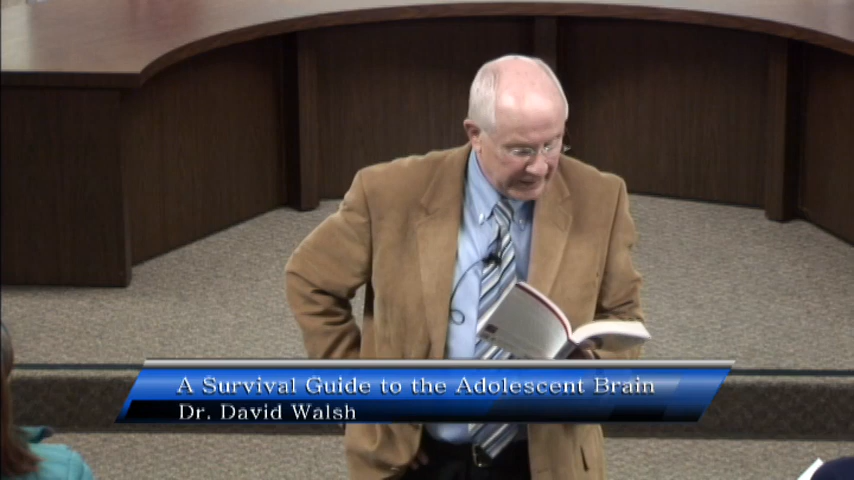 A Survival Guide to the Adolescent Brain
Dr. David Walsh